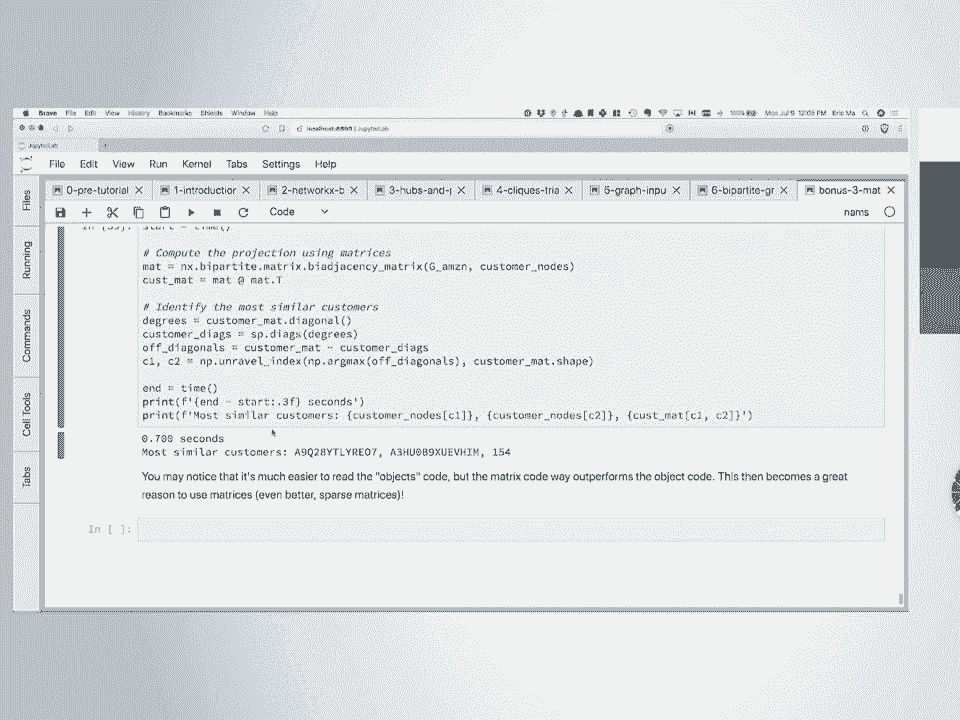 Brave File Edit View History Bookmarks Shields Window Help 100% Mon Jul 9 12:05 PM Eric Ma
localhost:8889 | JupyterLab
JupyterLab
File Edit View Run Kernel Tabs Settings Help
0-pre-tutorial 1-introduction 2-networkx-b 3-hubs-and-p 4-cliques-tria 5-graph-inpu 6-bipartite-gr bonus-3-mat
Code nams
Files
Running
Commands
Cell Tools
Tabs
start = time()
# Compute the projection using matrices
mat = nx.bipartite.matrix.biadjacency_matrix(G_amzn, customer_nodes)
cust_mat = mat @ mat.T
# Identify the most similar customers
degrees = customer_mat.diagonal()
customer_diags = sp.diags(degrees)
off_diagonals = customer_mat - customer_diags
c1, c2 = np.unravel_index(np.argmax(off_diagonals), customer_mat.shape)
end = time()
print(f'{end - start:.3f} seconds')
print(f'Most similar customers: {customer_nodes[c1]}, {customer_nodes[c2]}, {cust_mat[c1, c2]}')
0.700 seconds
Most similar customers: A9Q28YTLYREO7, A3HU0B9XUEVHIM, 154
You may notice that it's much easier to read the "objects" code, but the matrix code way outperforms the object code. This then becomes a great
reason to use matrices (even better, sparse matrices)!
In [ ]: